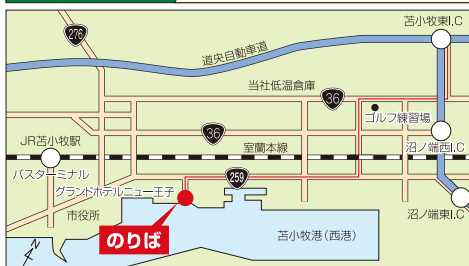 276
苫小牧東I.C
道央自動車道
当社低温倉庫
36
ゴルフ練習場
36
沼ノ端西I.C
室蘭本線
JR苫小牧駅
バスターミナル
グランドホテルニュー王子
259
沼ノ端東I.C
市役所
のりば
苫小牧港(西港)
N